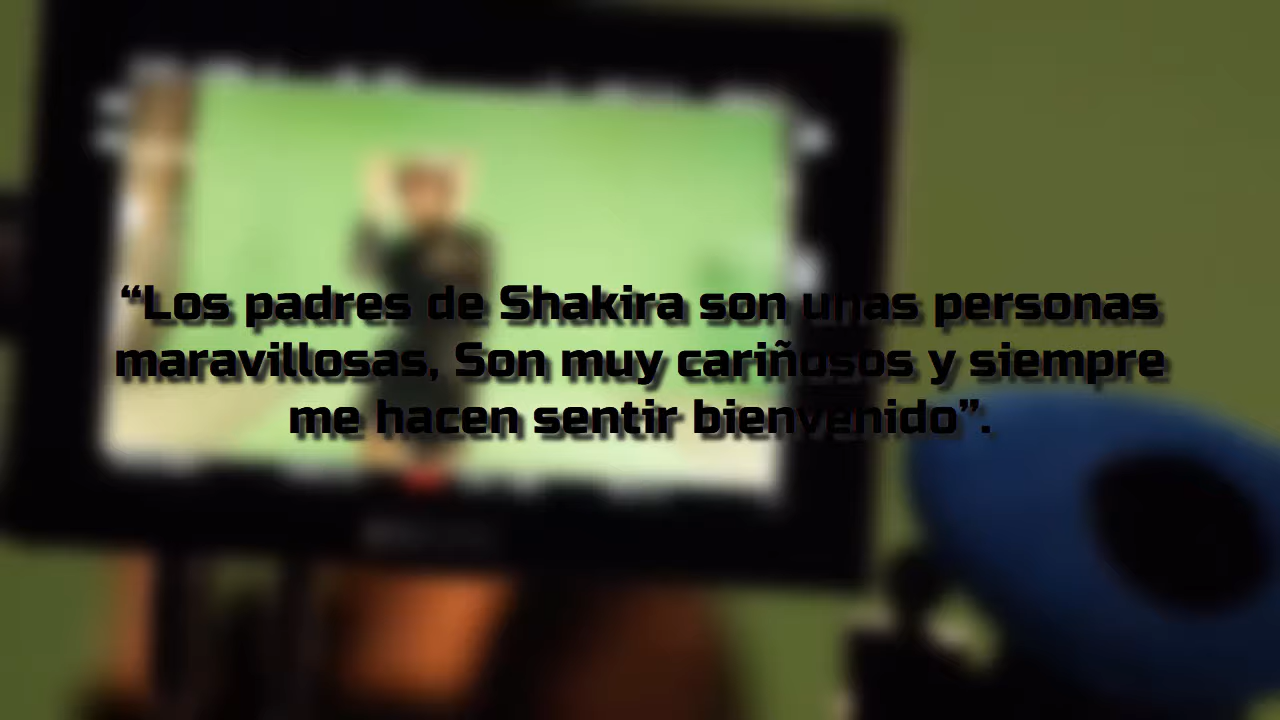 “Los padres de Shakira son unas personas
maravillosas, Son muy cariñosos y siempre
me hacen sentir bienvenido”.